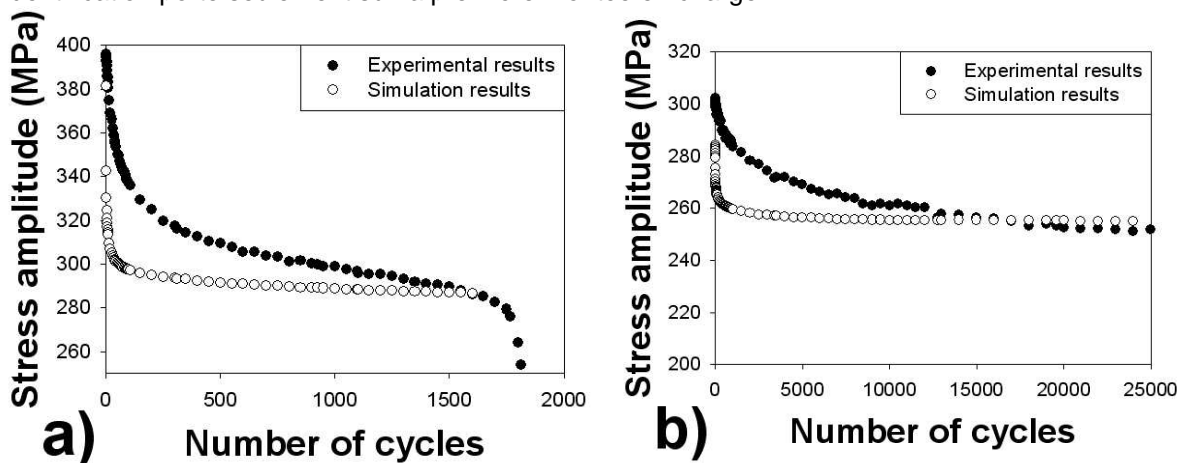 400
380
360
340
320
300
280
260
0
500
1000
1500
2000
Stress amplitude (MPa)
Number of cycles
Experimental results
Simulation results
a)
320
300
280
260
240
220
200
0
5000
10000
15000
20000
25000
Stress amplitude (MPa)
Number of cycles
Experimental results
Simulation results
b)